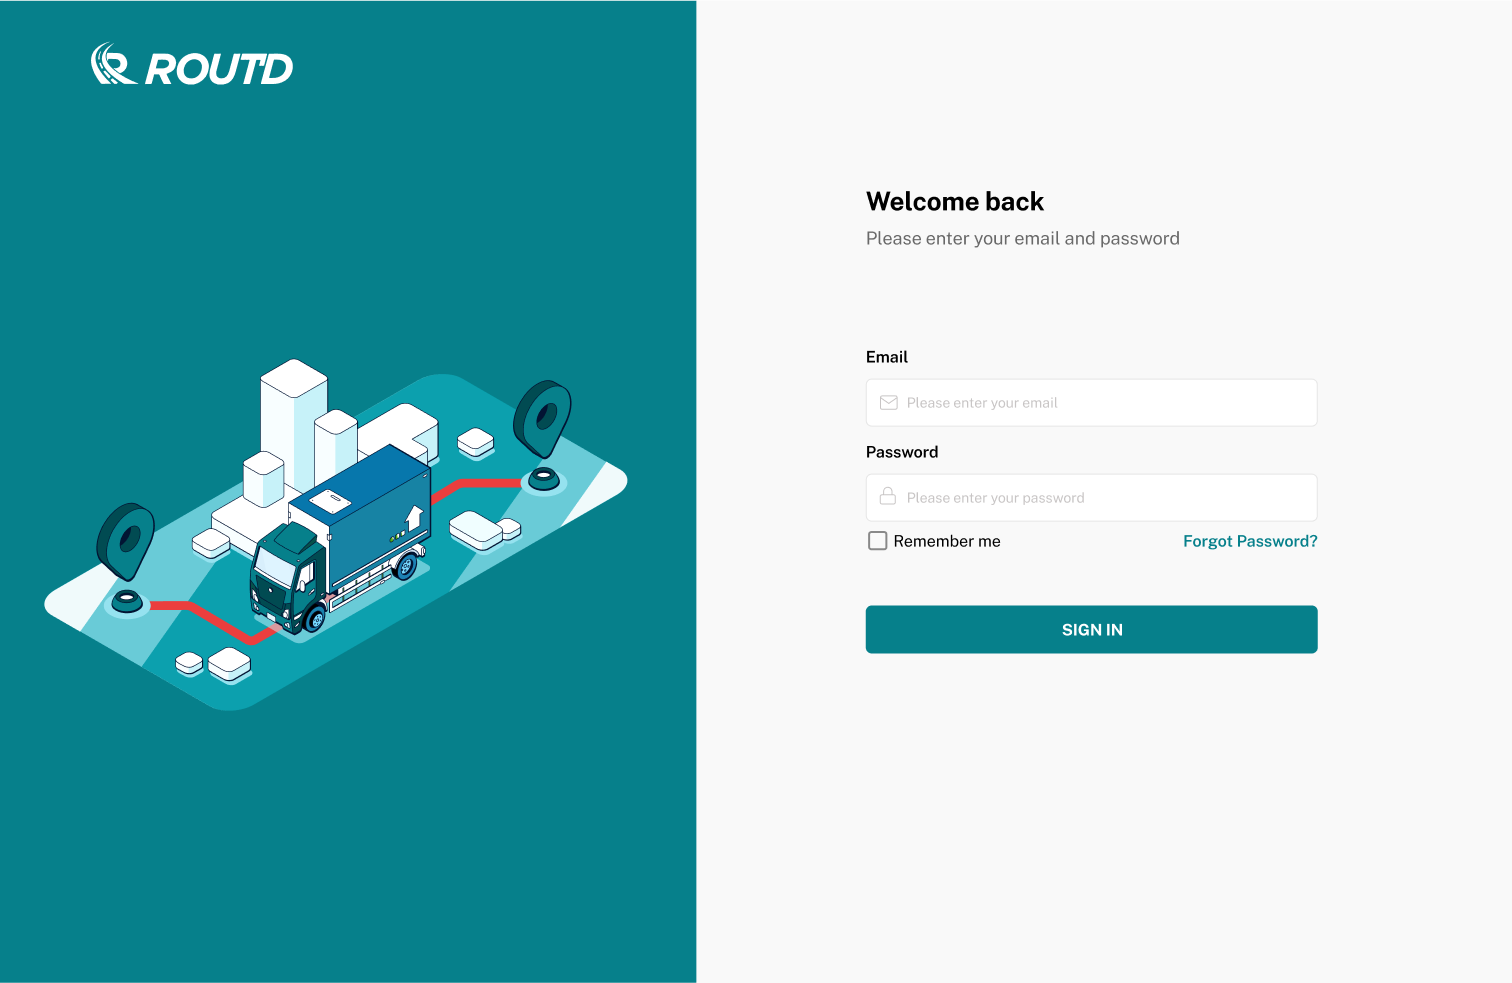 ROUT'D
Welcome back
Please enter your email and password
Email
Please enter your email
Password
Please enter your password
Remember me
Forgot Password?
SIGN IN